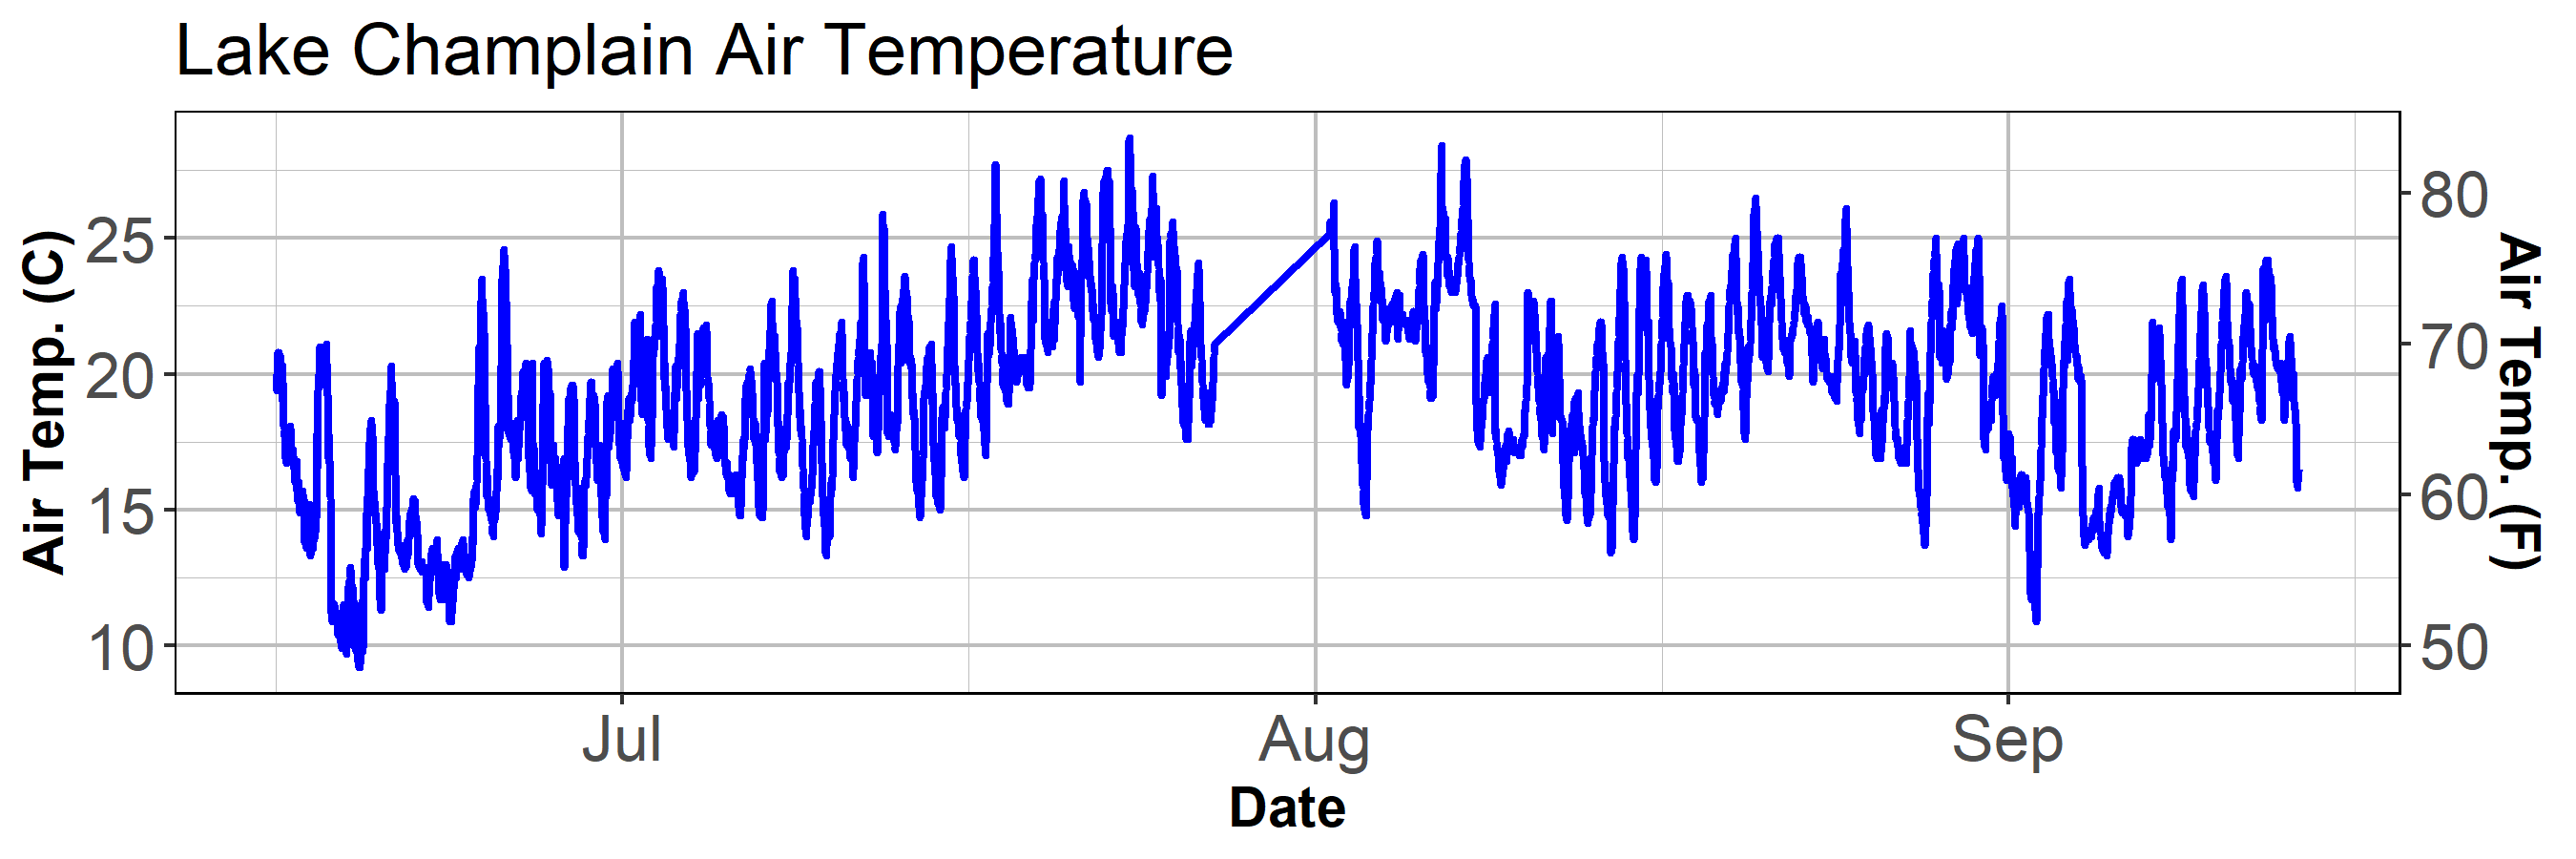 Lake Champlain Air Temperature
Air Temp. (C)
25
20
15
10
80
70
60
50
Air Temp. (F)
Jul
Aug
Sep
Date